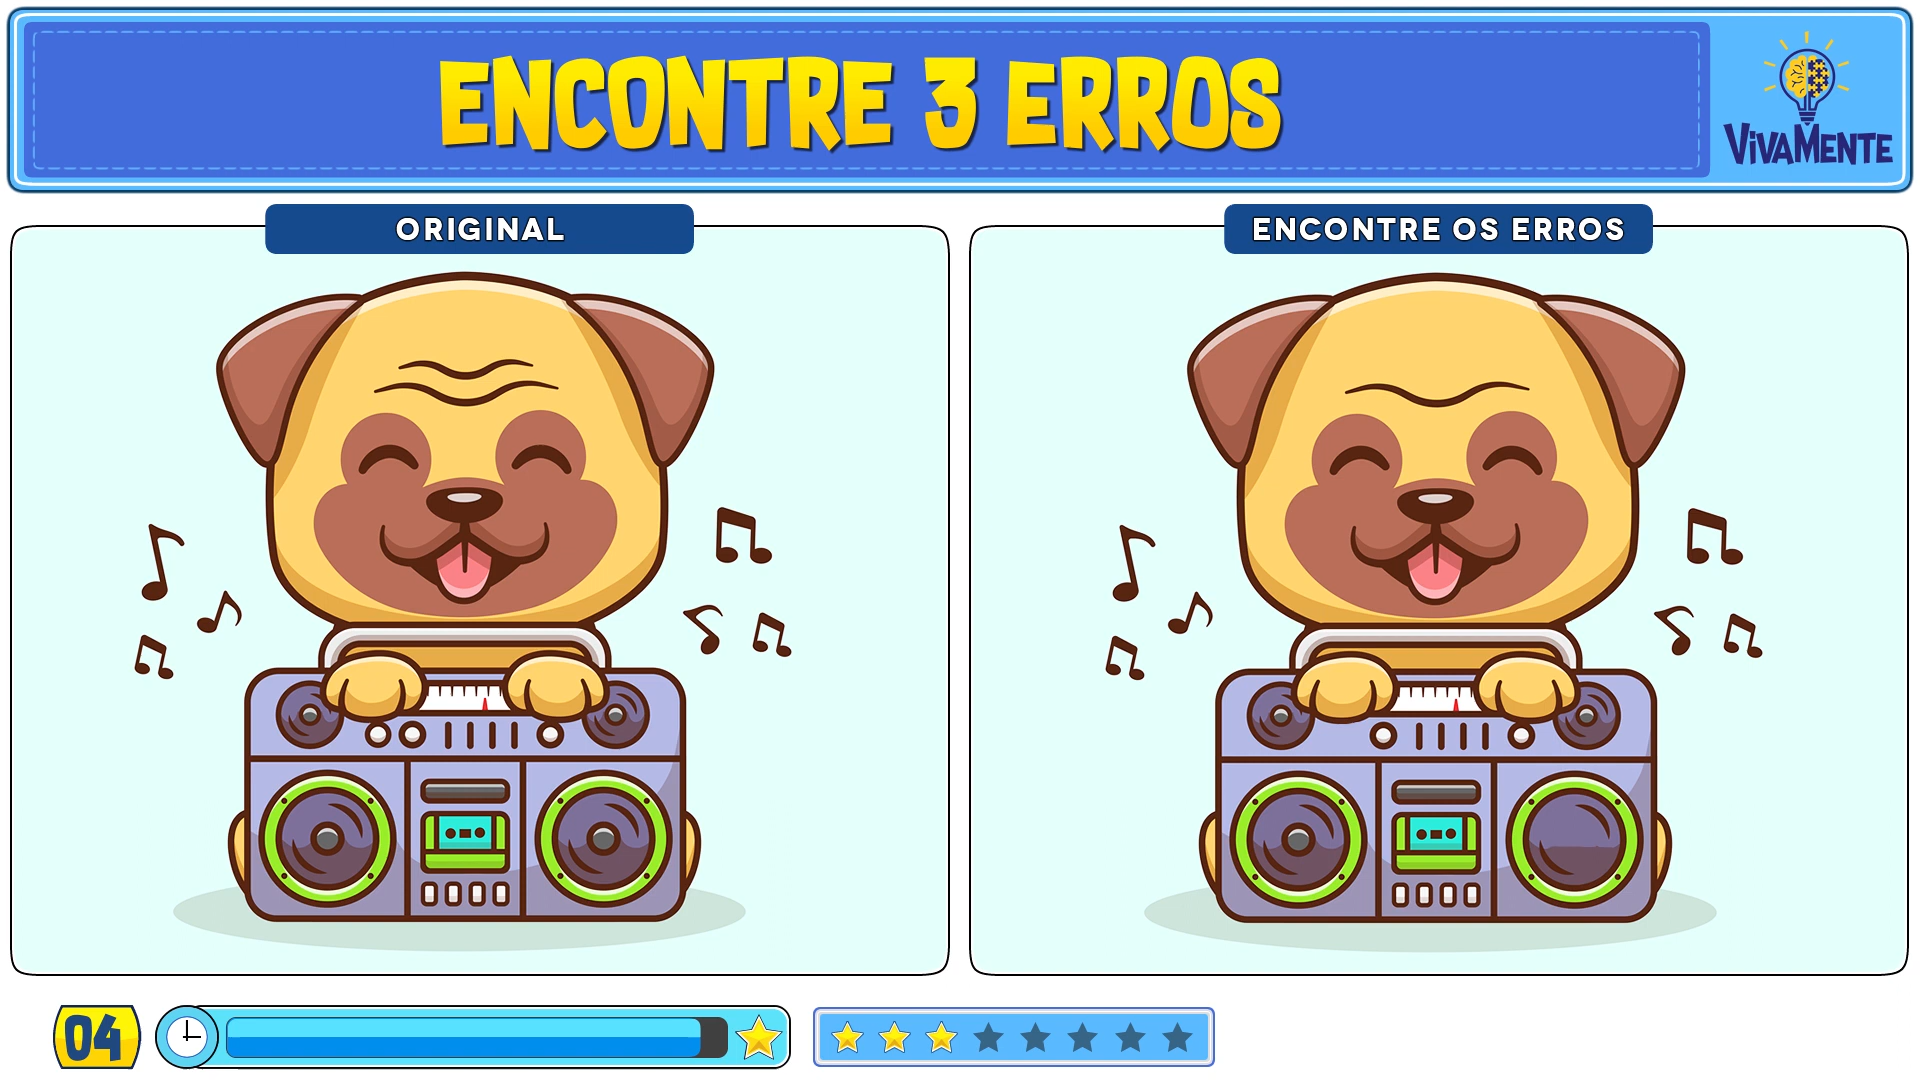 ENCONTRE 3 ERROS
ViVAMENTE
ORIGINAL
ENCONTRE OS ERROS
04